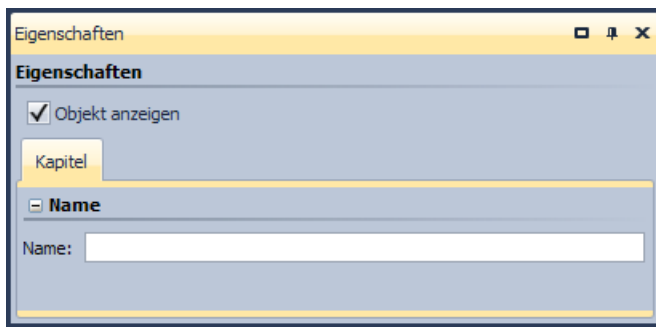 Eigenschaften
Eigenschaften
Objekt anzeigen
Kapitel
Name
Name: